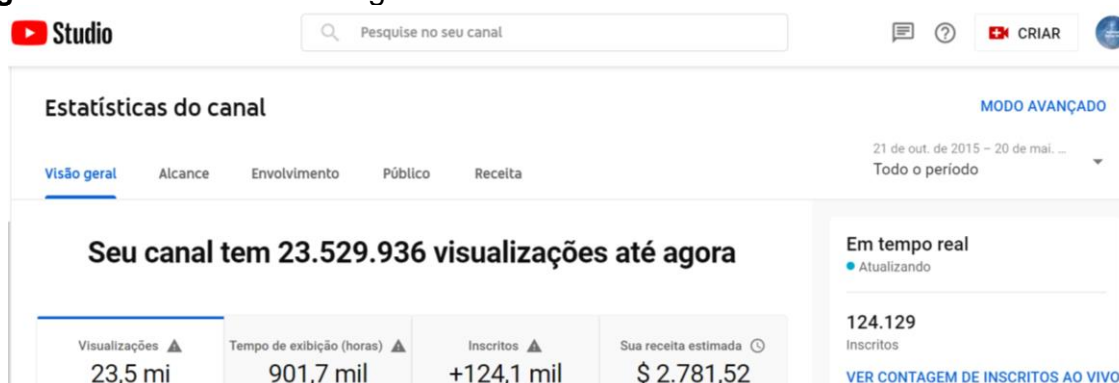 Studio
Pesquise no seu canal
CRIAR
Estatísticas do canal
MODO AVANÇADO
21 de out. de 2015 – 20 de mai. ...
Todo o período
Visão geral Alcance Envolvimento Público Receita
Seu canal tem 23.529.936 visualizações até agora
Em tempo real
Atualizando
Visualizações Tempo de exibição (horas) Inscritos Sua receita estimada
23,5 mi 901,7 mil +124,1 mil $ 2.781,52
124.129
Inscritos
VER CONTAGEM DE INSCRITOS AO VIVO